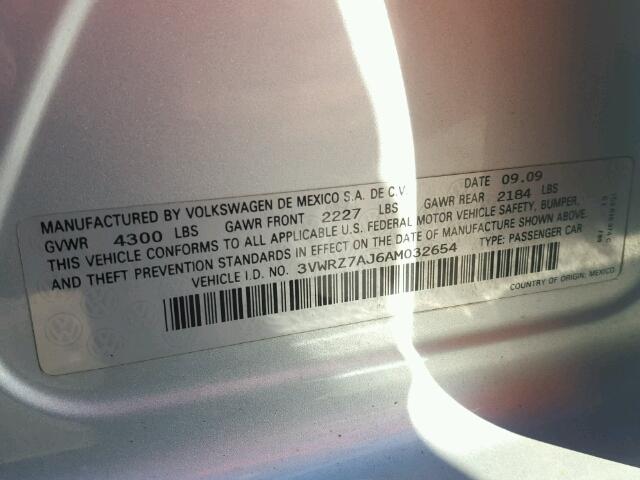 MANUFACTURED BY VOLKSWAGEN DE MEXICO S.A. DE C.V. DATE 09.09
GVWR 4300 LBS GAWR FRONT 2227 LBS GAWR REAR 2184 LBS
THIS VEHICLE CONFORMS TO ALL APPLICABLE U.S. FEDERAL MOTOR VEHICLE SAFETY, BUMPER,
AND THEFT PREVENTION STANDARDS IN EFFECT ON THE DATE OF MANUFACTURE SHOWN ABOVE.
VEHICLE I.D. NO. 3VWRZ7AJ6AM032654 TYPE: PASSENGER CAR
COUNTRY OF ORIGIN: MEXICO